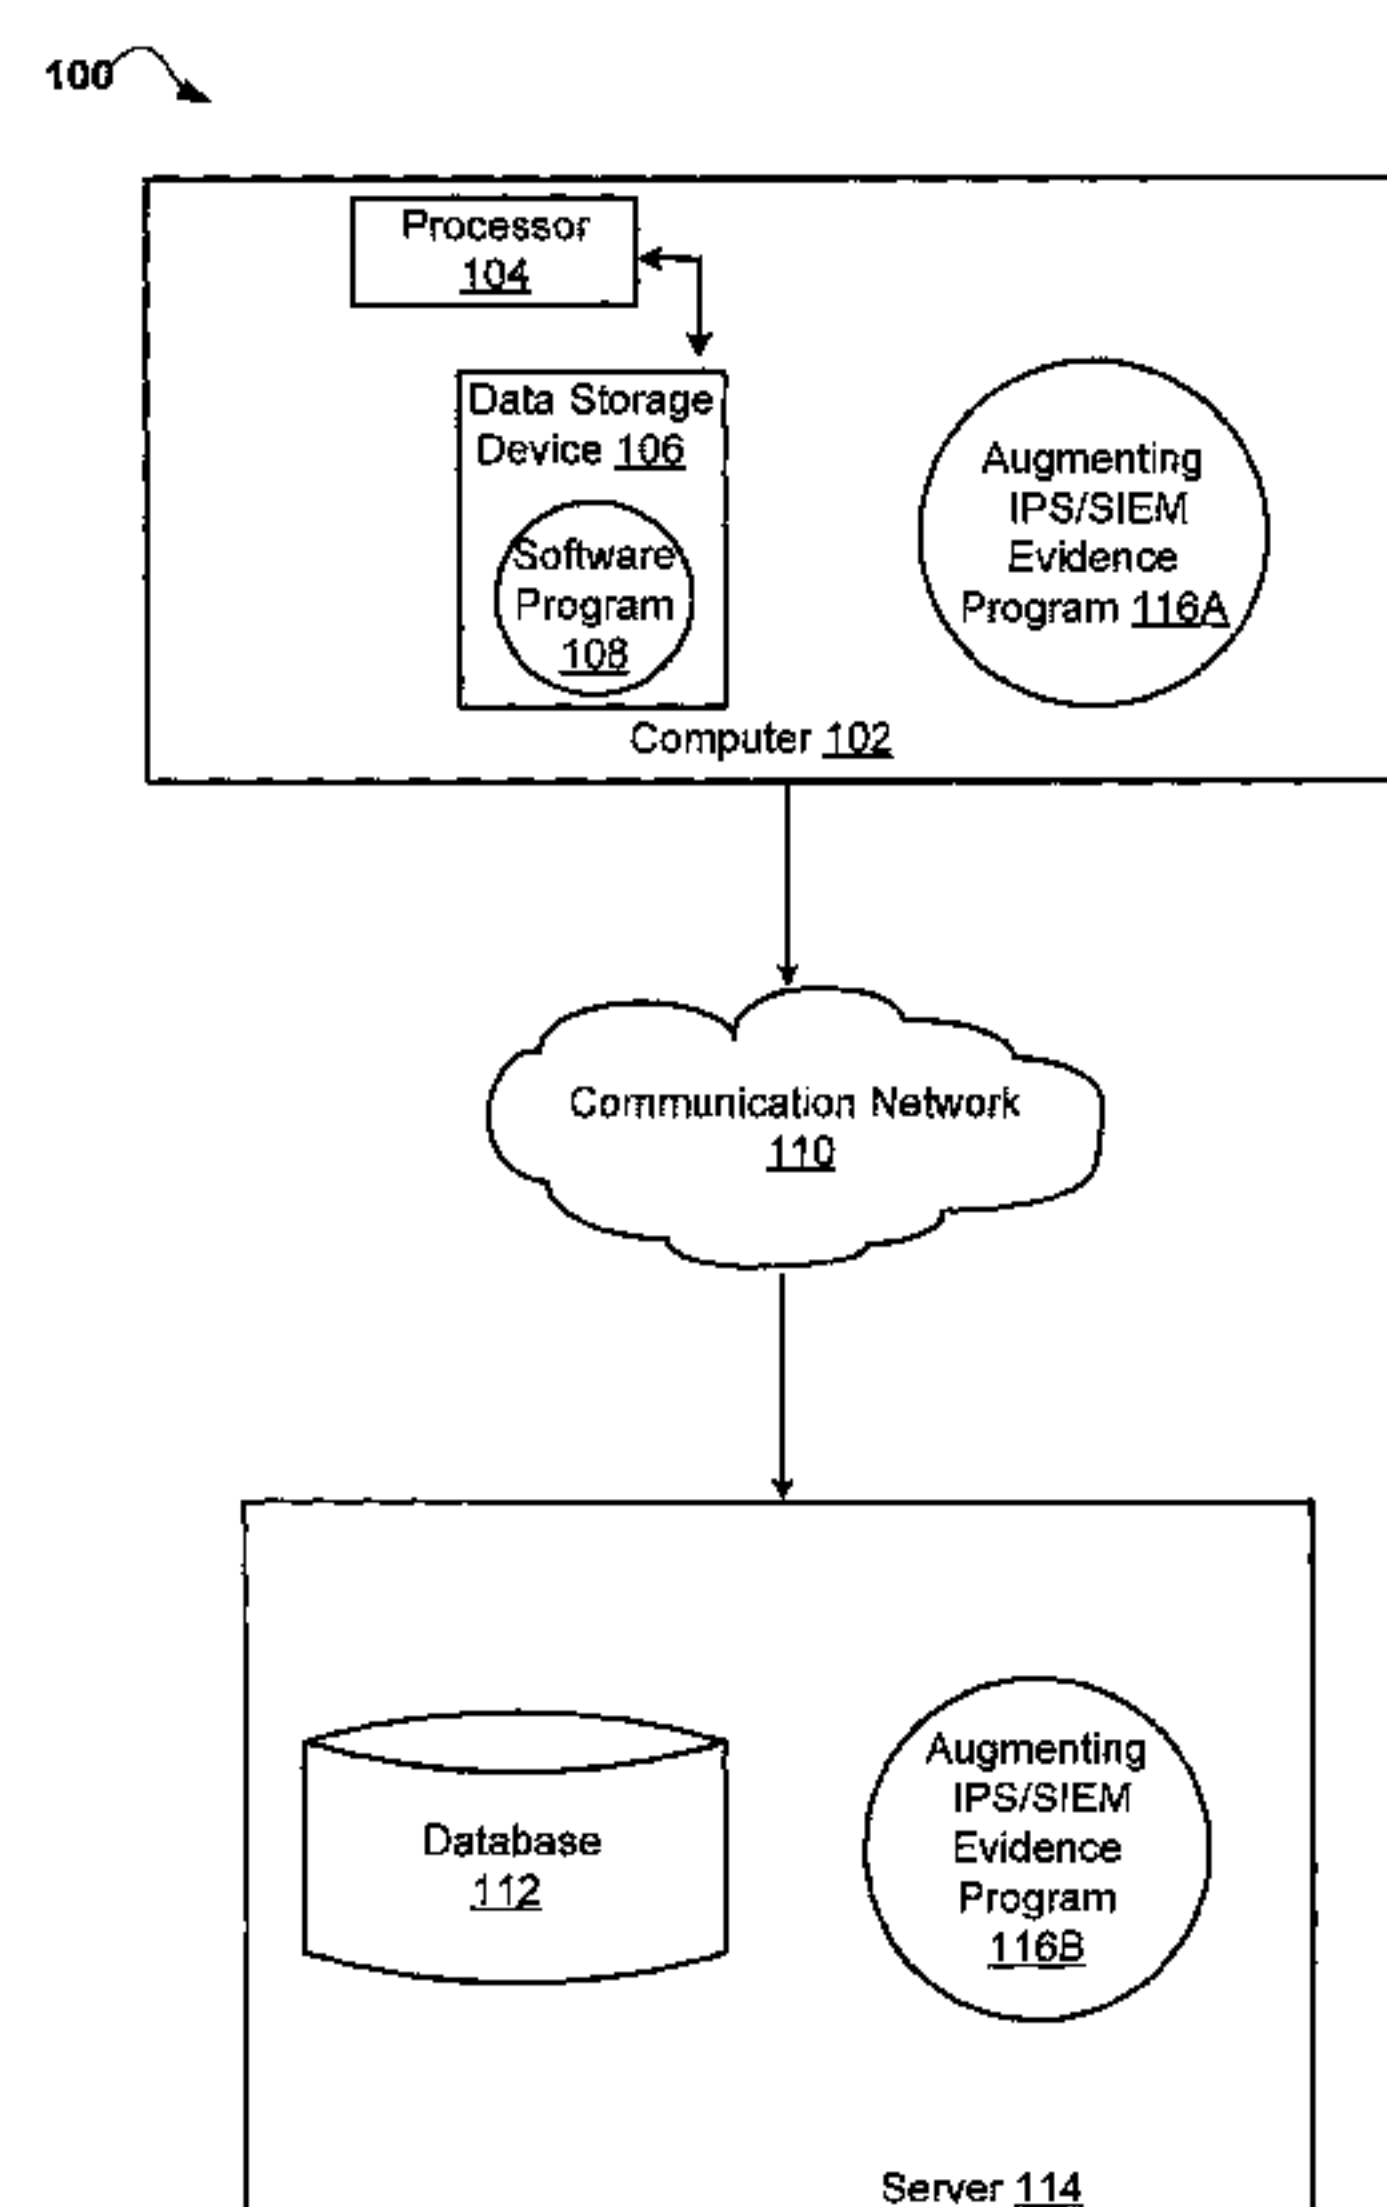 100
Processor
104
Data Storage
Device 106
Software
Program
108
Augmenting
IPS/SIEM
Evidence
Program 116A
Computer 102
Communication Network
110
Database
112
Augmenting
IPS/SIEM
Evidence
Program
116B
Server 114